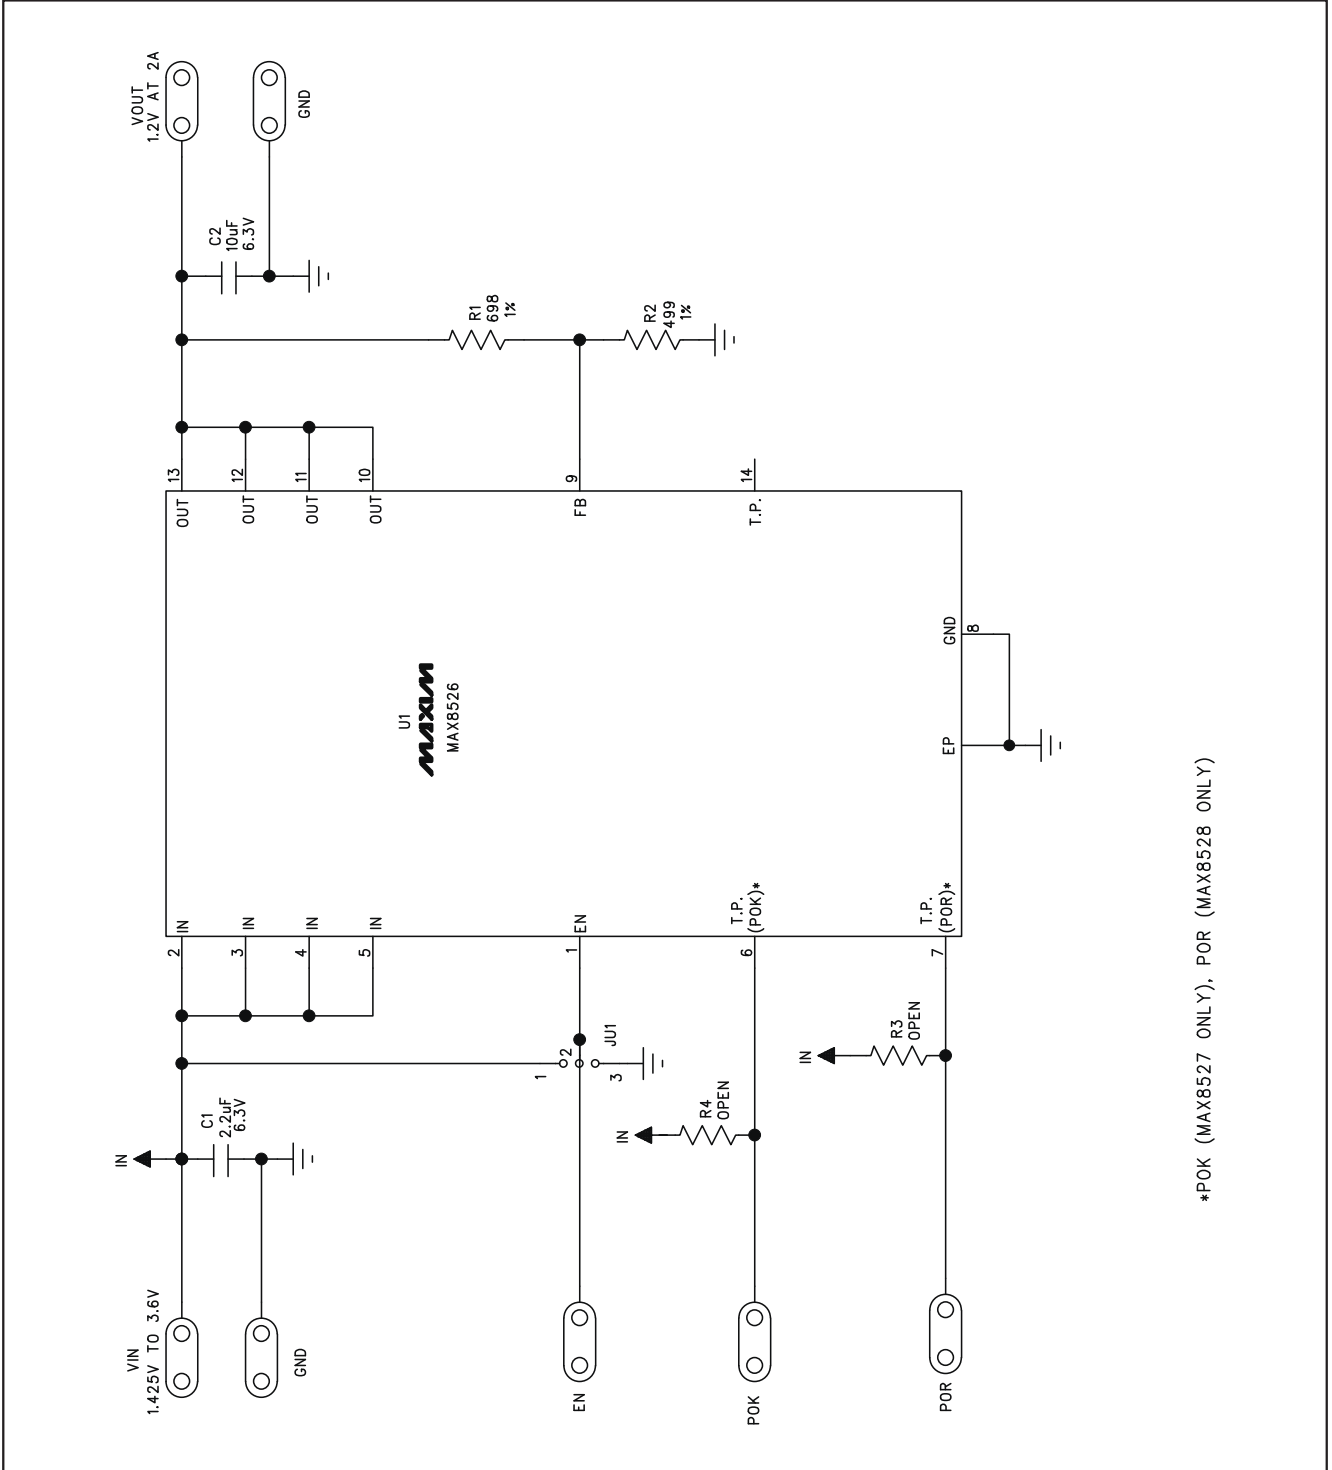 VIN
1.425V TO 3.6V
GND
IN
C1
2.2uF
6.3V
1
2
3
JU1
EN
POK
POR
IN
R4
OPEN
IN
R3
OPEN
2
IN
3
IN
4
IN
5
IN
1
EN
6
T.P.
(POK)*
7
T.P.
(POR)*
U1
MAXIM
MAX8526
EP
GND
8
OUT
13
OUT
12
OUT
11
OUT
10
FB
9
T.P.
14
R1
698
1%
R2
499
1%
C2
10uF
6.3V
VOUT
1.2V AT 2A
GND
*POK (MAX8527 ONLY), POR (MAX8528 ONLY)